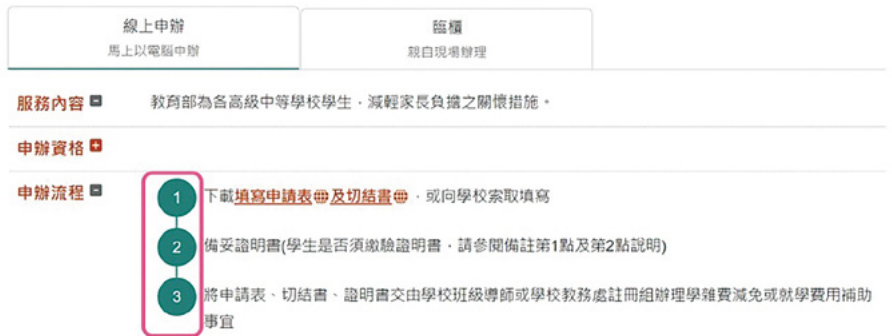 線上申辦
馬上以電腦申辦
臨櫃
親自現場辦理
服務內容
教育部為各高級中等學校學生，減輕家長負擔之關懷措施。
申辦資格
申辦流程
1 下載填寫申請表及切結書，或向學校索取填寫
2 備妥證明書(學生是否須繳驗證明書，請參閱備註第1點及第2點說明)
3 將申請表、切結書、證明書交由學校班級導師或學校教務處註冊組辦理學雜費減免或就學費用補助
事宜